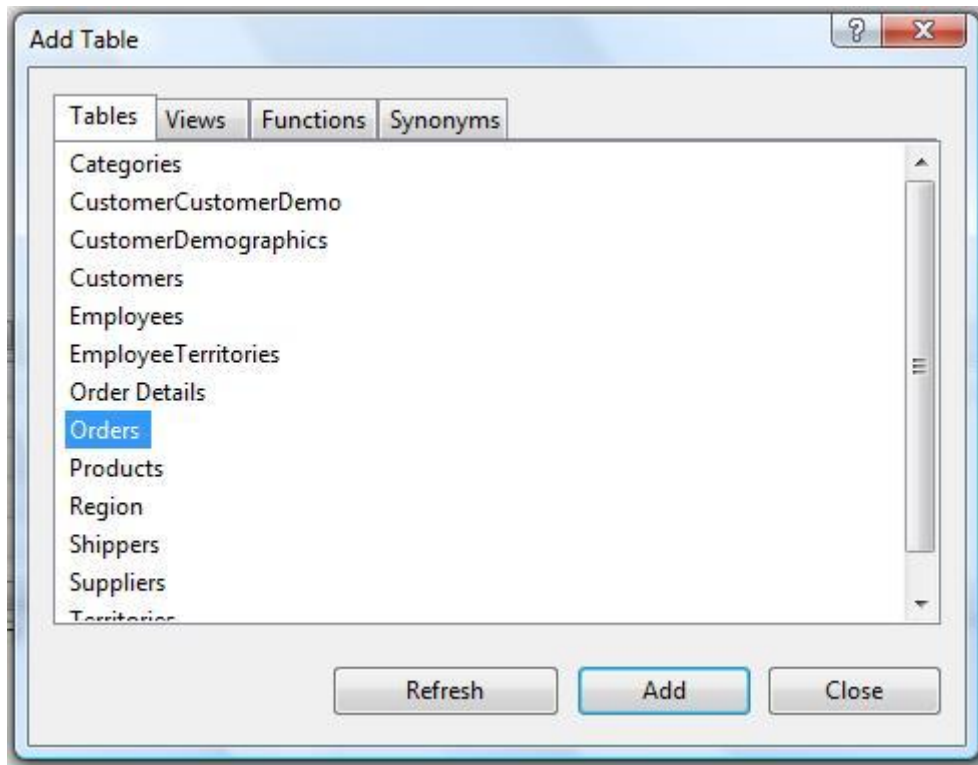 Add Table
Tables Views Functions Synonyms
Categories
CustomerCustomerDemo
CustomerDemographics
Customers
Employees
EmployeeTerritories
Order Details
Orders
Products
Region
Shippers
Suppliers
Territories
Refresh Add Close